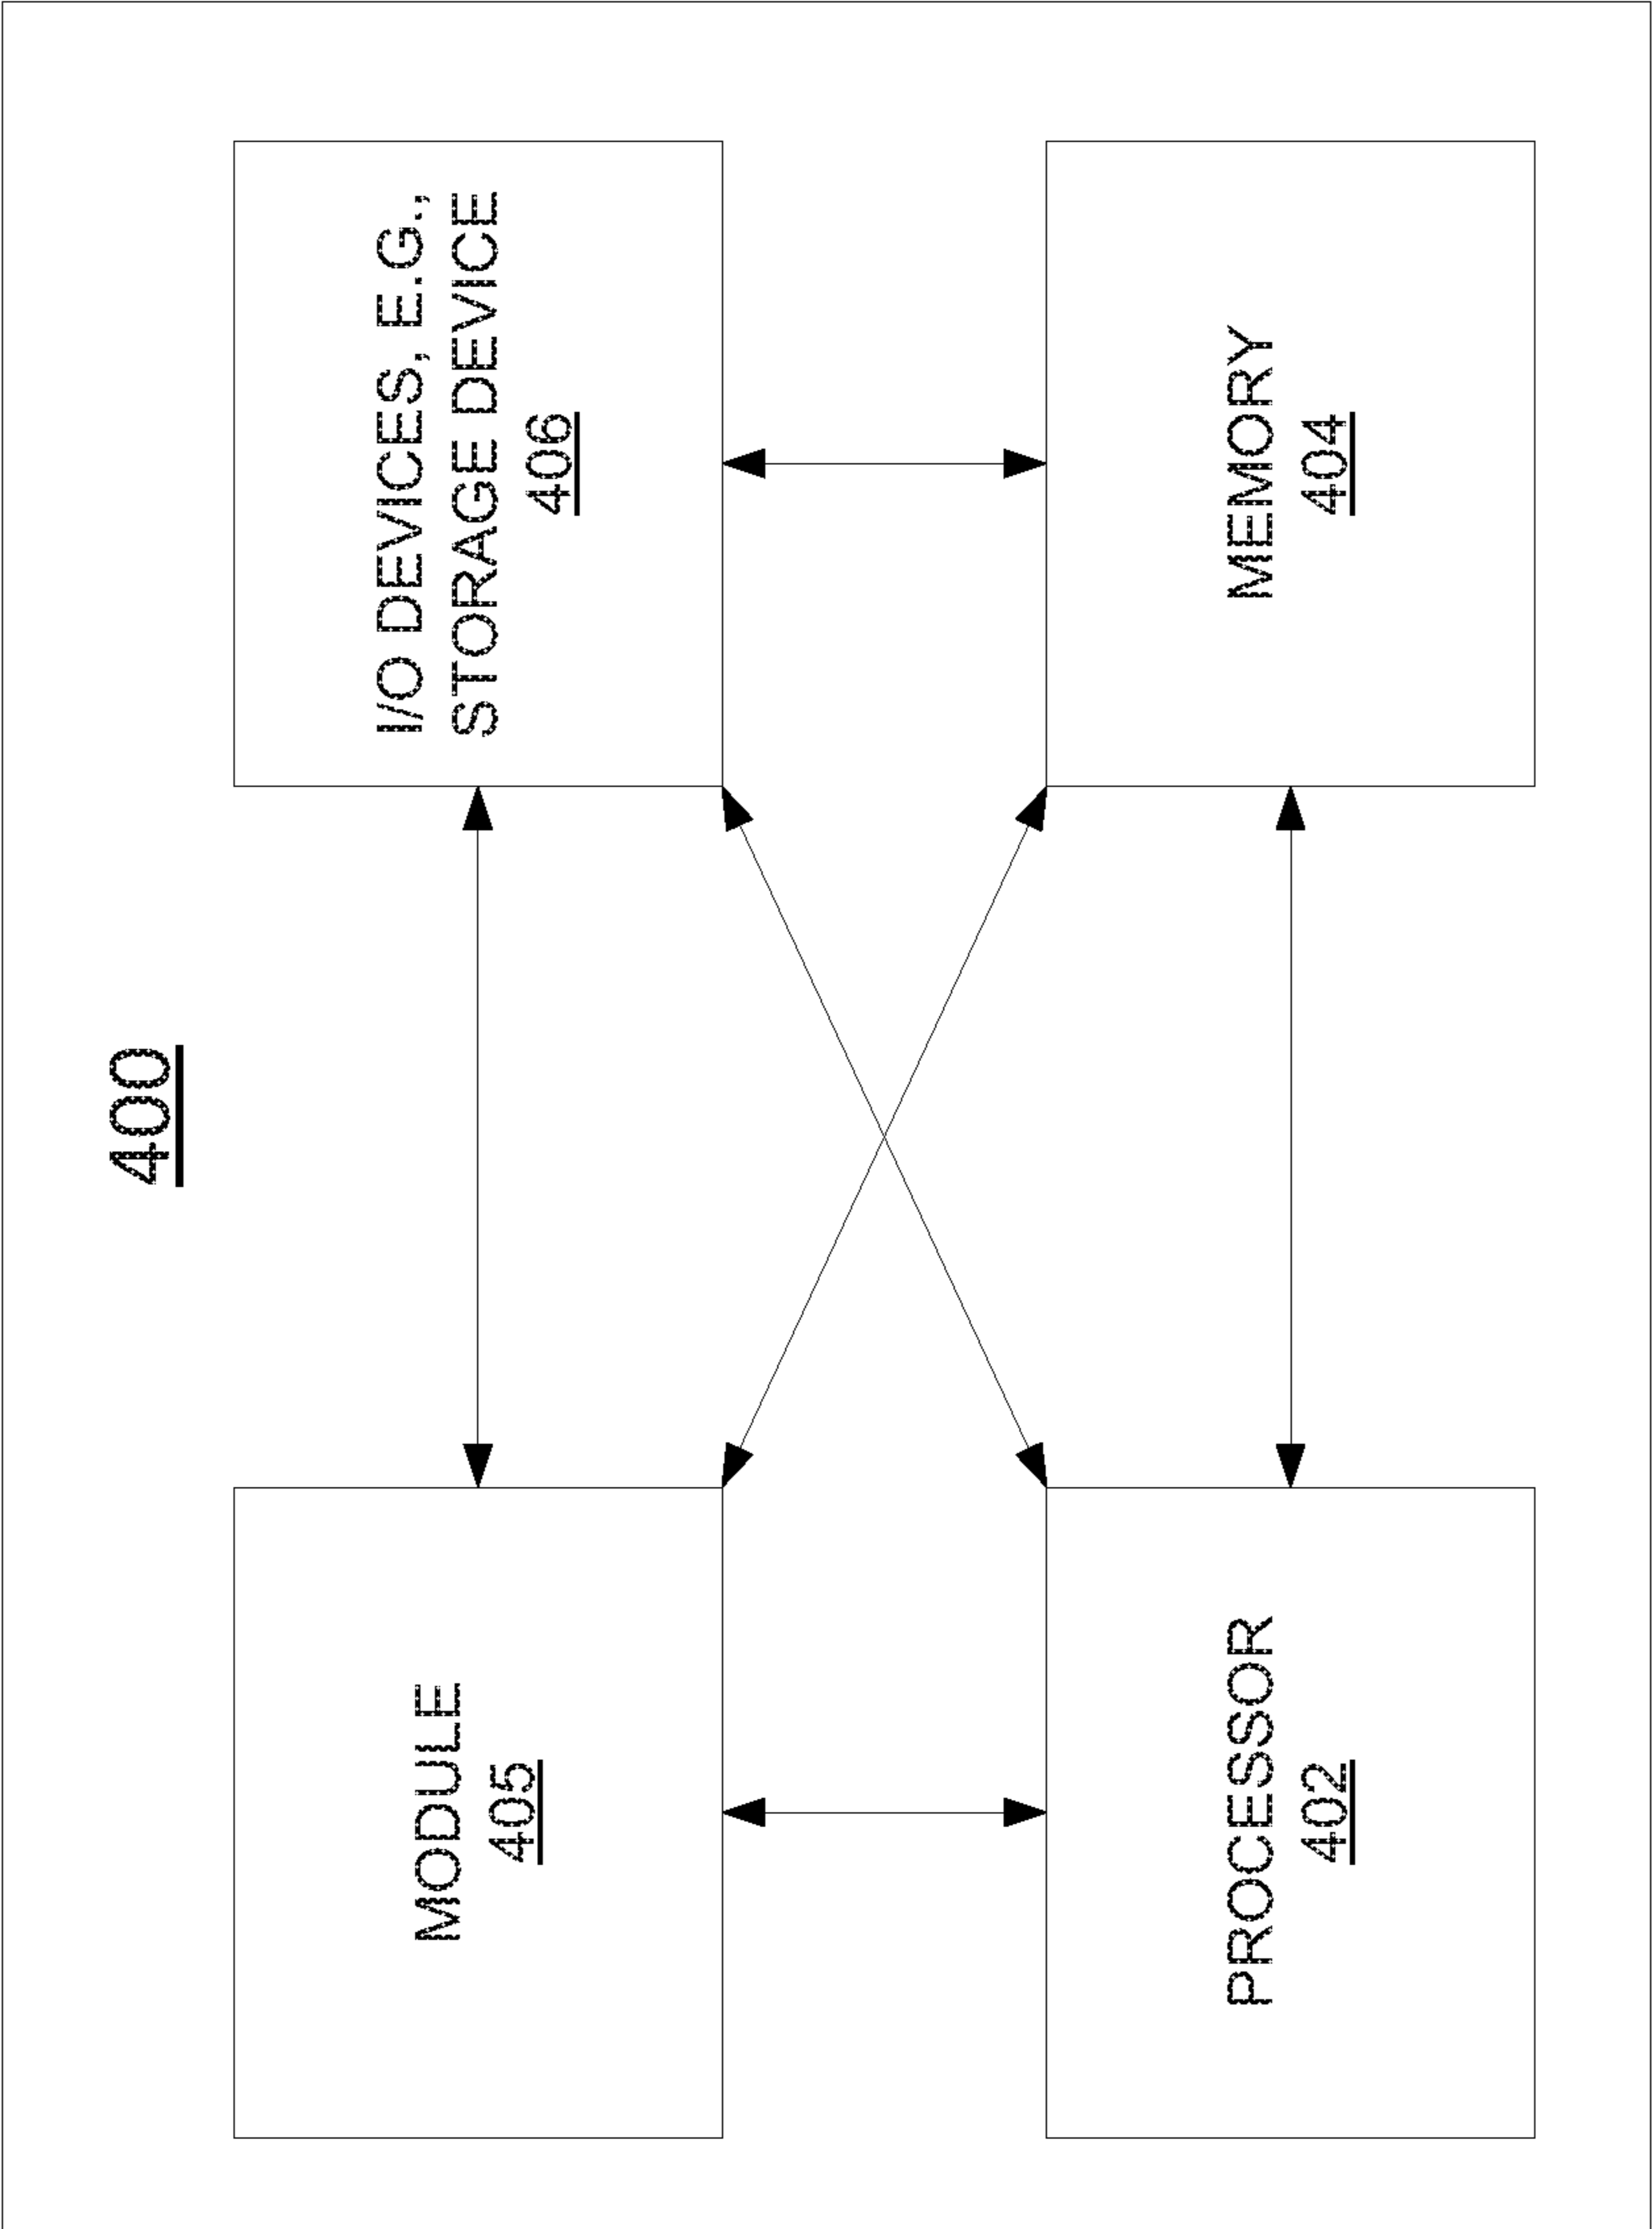 400
MODULE
405
I/O DEVICES, E.G.,
STORAGE DEVICE
406
PROCESSOR
402
MEMORY
404